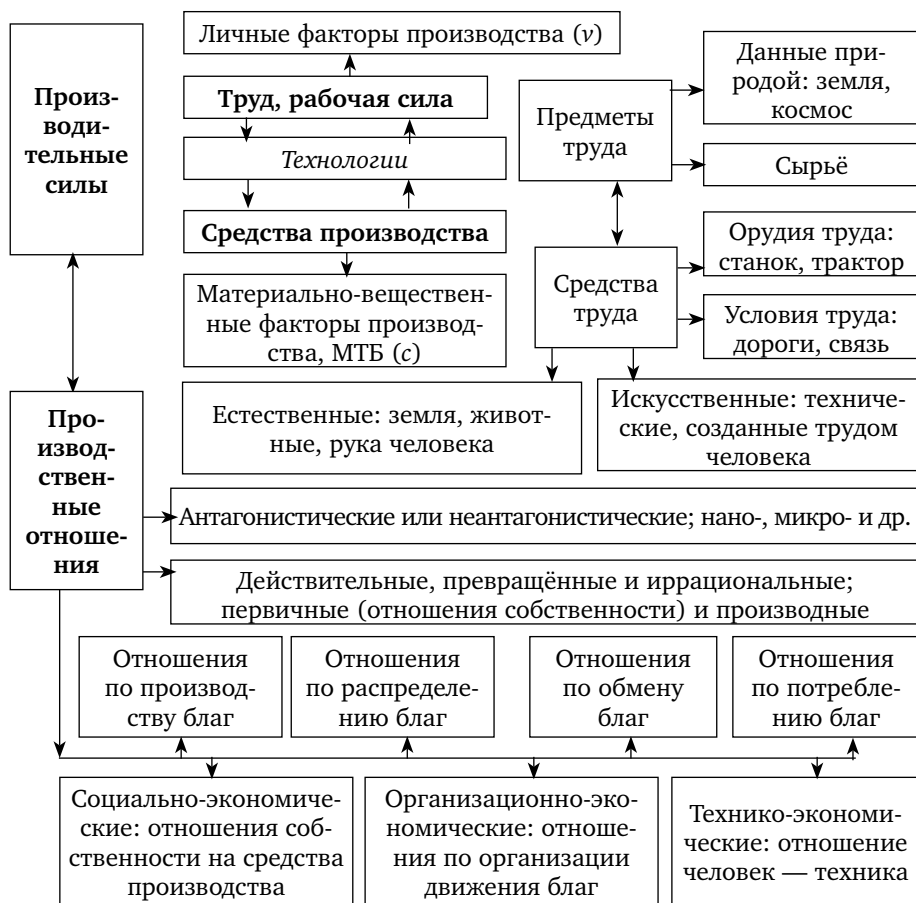 Произ-
водi-
тельные
силы
Личные факторы производства (v)
Труд, рабочая сила
Технологии
Средства производства
Материально-вещественные
ные факторы производ-
ства, МТБ (c)
Предметы
труда
Средства
труда
Данные при-
родой: земля,
космос
Сырьё
Орудия труда:
станок, трактор
Условия труда:
дороги, связь
Естественные: земля, живот-
ные, рука человека
Искусственные: техниче-
ские, созданные трудом
человека
Про-
извод-
ствен-
ные
отноше-
ния
Антагонистические или неантагонистические; нано-, микро- и др.
Действительные, превращённые и иррациональные;
первичные (отношения собственности) и производные
Отношения
по производ-
ству благ
Отношения
по распределе-
нию благ
Отношения
по обмену
благ
Отношения
по потребле-
нию благ
Социально-экономиче-
ские: отношения соб-
ственности на средства
производства
Организационно-эко-
номические: отноше-
ния по организации
движения благ
Технико-экономи-
ческие: отношение
человек — техника